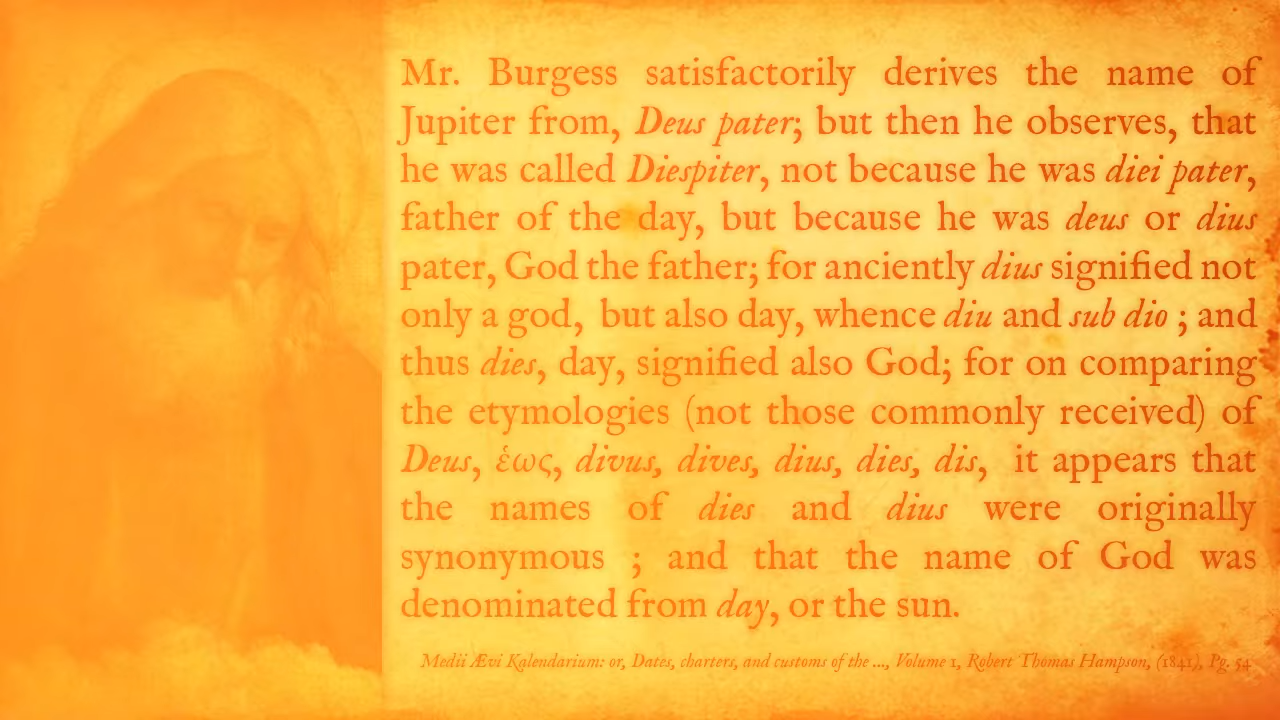 Mr. Burgess satisfactorily derives the name of
Jupiter from, Deus pater; but then he observes, that
he was called Diespiter, not because he was diei pater,
father of the day, but because he was deus or dius
pater, God the father; for anciently dius signified not
only a god, but also day, whence diu and sub dio ; and
thus dies, day, signified also God; for on comparing
the etymologies (not those commonly received) of
Deus, ἑως, divus, dives, dius, dies, dis, it appears that
the names of dies and dius were originally
synonymous ; and that the name of God was
denominated from day, or the sun.
Medii Ævi Kalendarium: or, Dates, charters, and customs of the ..., Volume 1, Robert Thomas Hampson, (1841), Pg. 54